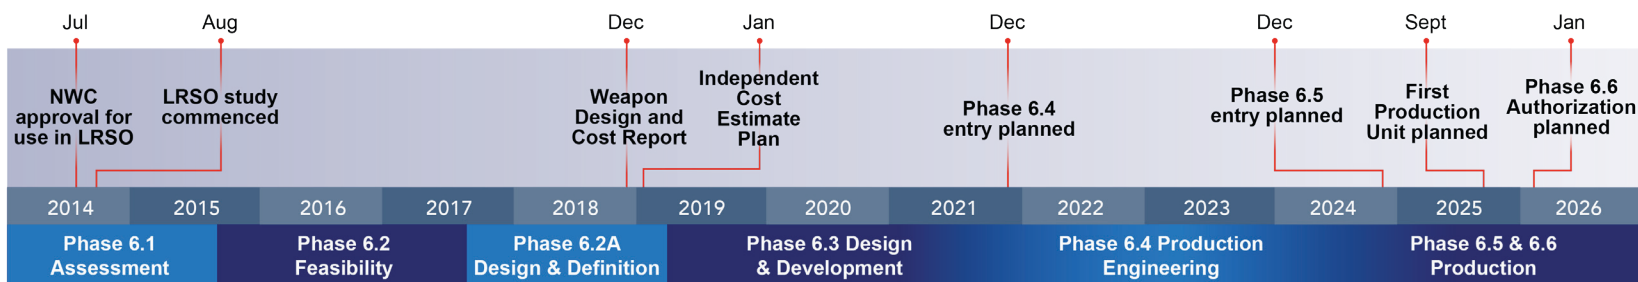 Jul
Aug
Dec
Jan
Dec
Dec
Sept
Jan
NWC
approval for
use in LRSO
LRSO study
commenced
Weapon
Design and
Cost Report
Independent
Cost
Estimate
Plan
Phase 6.4
entry planned
Phase 6.5
entry planned
First
Production
Unit planned
Phase 6.6
Authorization
planned
2014
2015
2016
2017
2018
2019
2020
2021
2022
2023
2024
2025
2026
Phase 6.1
Assessment
Phase 6.2
Feasibility
Phase 6.2A
Design & Definition
Phase 6.3 Design
& Development
Phase 6.4 Production
Engineering
Phase 6.5 & 6.6
Production